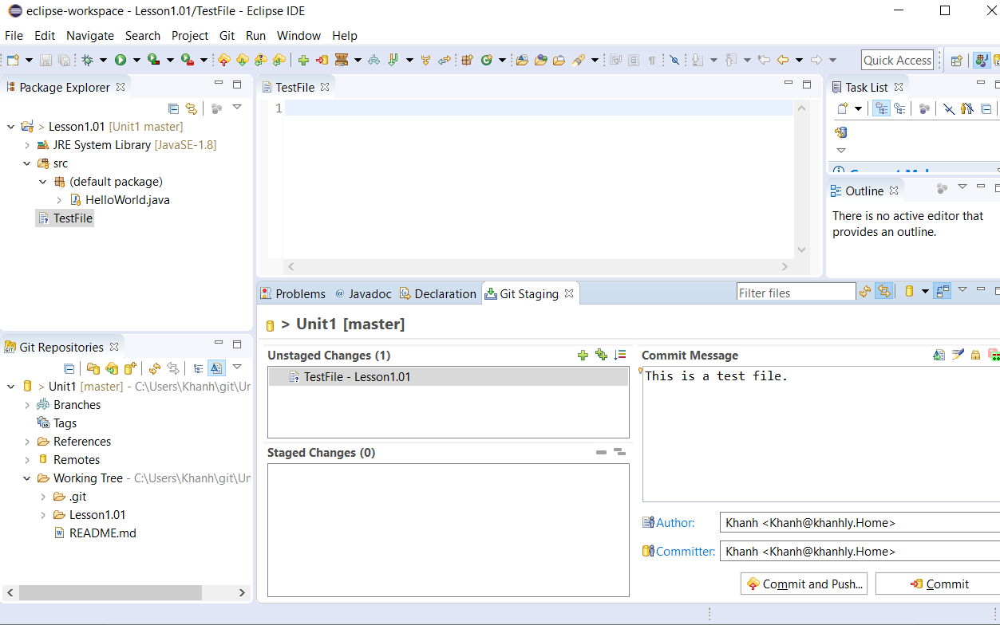 eclipse-workspace - Lesson1.01/TestFile - Eclipse IDE
File Edit Navigate Search Project Git Run Window Help
Quick Access
Package Explorer
> Lesson1.01 [Unit1 master]
JRE System Library [JavaSE-1.8]
src
(default package)
HelloWorld.java
TestFile
TestFile
1
Task List
Outline
There is no active editor that
provides an outline.
Git Repositories
> Unit1 [master] - C:\Users\Khanh\git\Ur
Branches
Tags
References
Remotes
Working Tree - C:\Users\Khanh\git\Ur
.git
Lesson1.01
README.md
Problems @ Javadoc Declaration Git Staging
Filter files
> Unit1 [master]
Unstaged Changes (1)
TestFile - Lesson1.01
Staged Changes (0)
Commit Message
This is a test file.
Author: Khanh <Khanh@khanhly.Home>
Committer: Khanh <Khanh@khanhly.Home>
Commit and Push... Commit